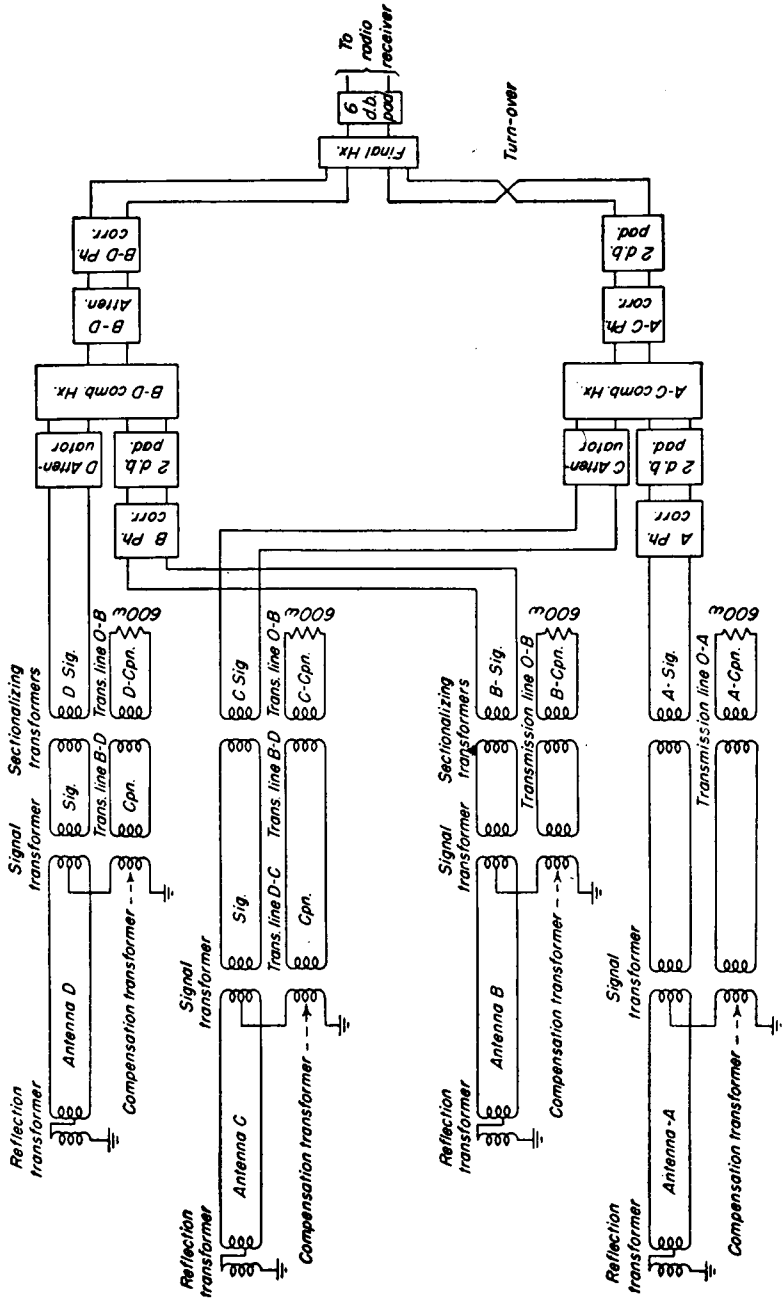 Reflection
transformer
Antenna D
Signal
transformer
Sectionalizing
transformers
Sig.
D Sig.
Trans. line B-D
Trans. line O-B
Cpn.
D-Cpn.
600ω
Compensation transformer
Reflection
transformer
Antenna C
Signal
transformer
Sig.
C Sig
Trans. line D-C
Trans. line B-D
Trans. line O-B
Cpn.
C-Cpn.
600ω
Compensation transformer
Reflection
transformer
Antenna B
Signal
transformer
Sectionalizing
transformers
B- Sig.
Transmission line O-B
B-Cpn.
600ω
Compensation transformer
Reflection
transformer
Antenna-A
Signal
transformer
A- Sig.
Transmission line O-A
A-Cpn.
600ω
Compensation transformer
D Atten-
uator
B Ph.
corr.
2 d.b.
pad.
B-D comb. Hx.
B-D
Atten.
B-D Ph.
corr.
C Atten-
uator
A Ph.
corr.
2 d.b.
pad.
A-C comb. Hx.
A-C Ph.
corr.
2 d.b.
pad.
Turn-over
Final Hx.
6
d.b.
pad
To
radio
receiver